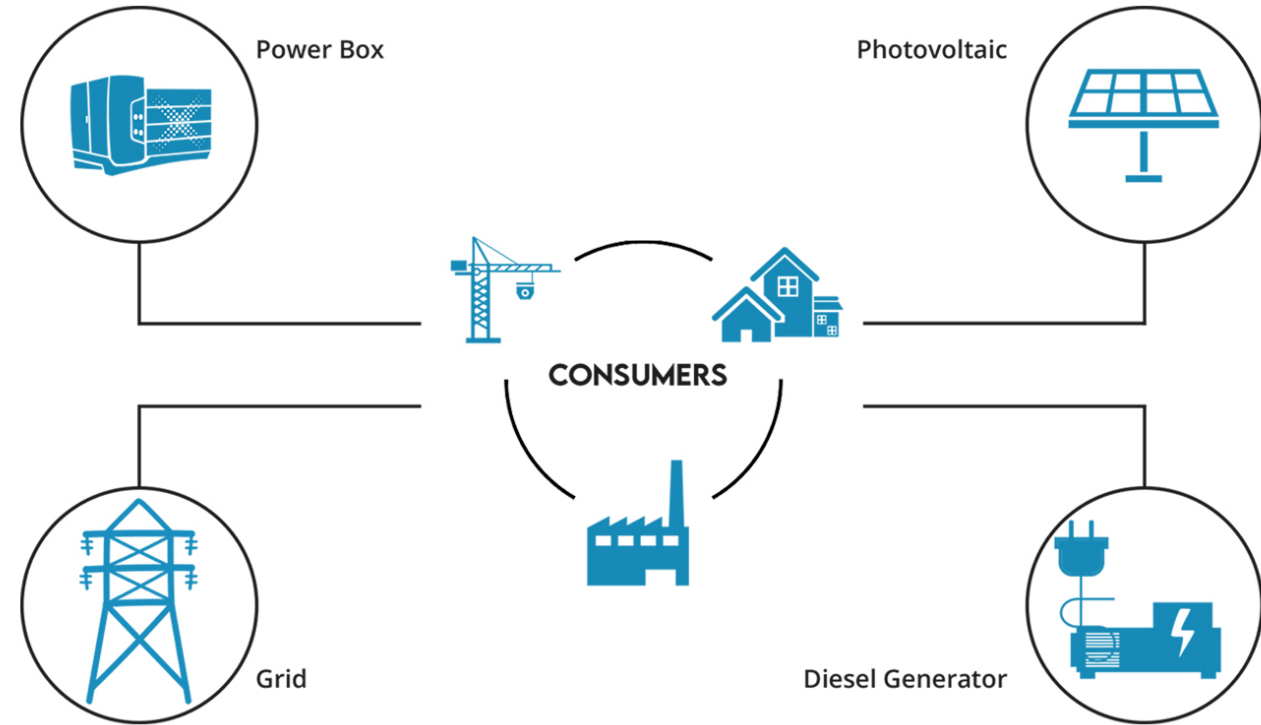 Power Box
Photovoltaic
CONSUMERS
Grid
Diesel Generator